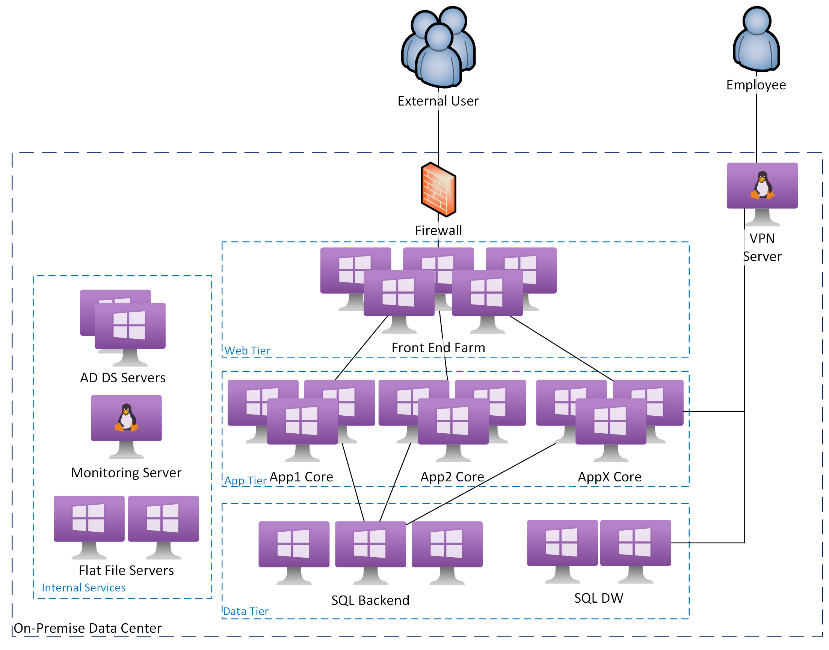 External User
Employee
Firewall
VPN
Server
Front End Farm
Web Tier
AD DS Servers
Monitoring Server
Flat File Servers
Internal Services
App1 Core
App2 Core
AppX Core
App Tier
SQL Backend
SQL DW
Data Tier
On-Premise Data Center